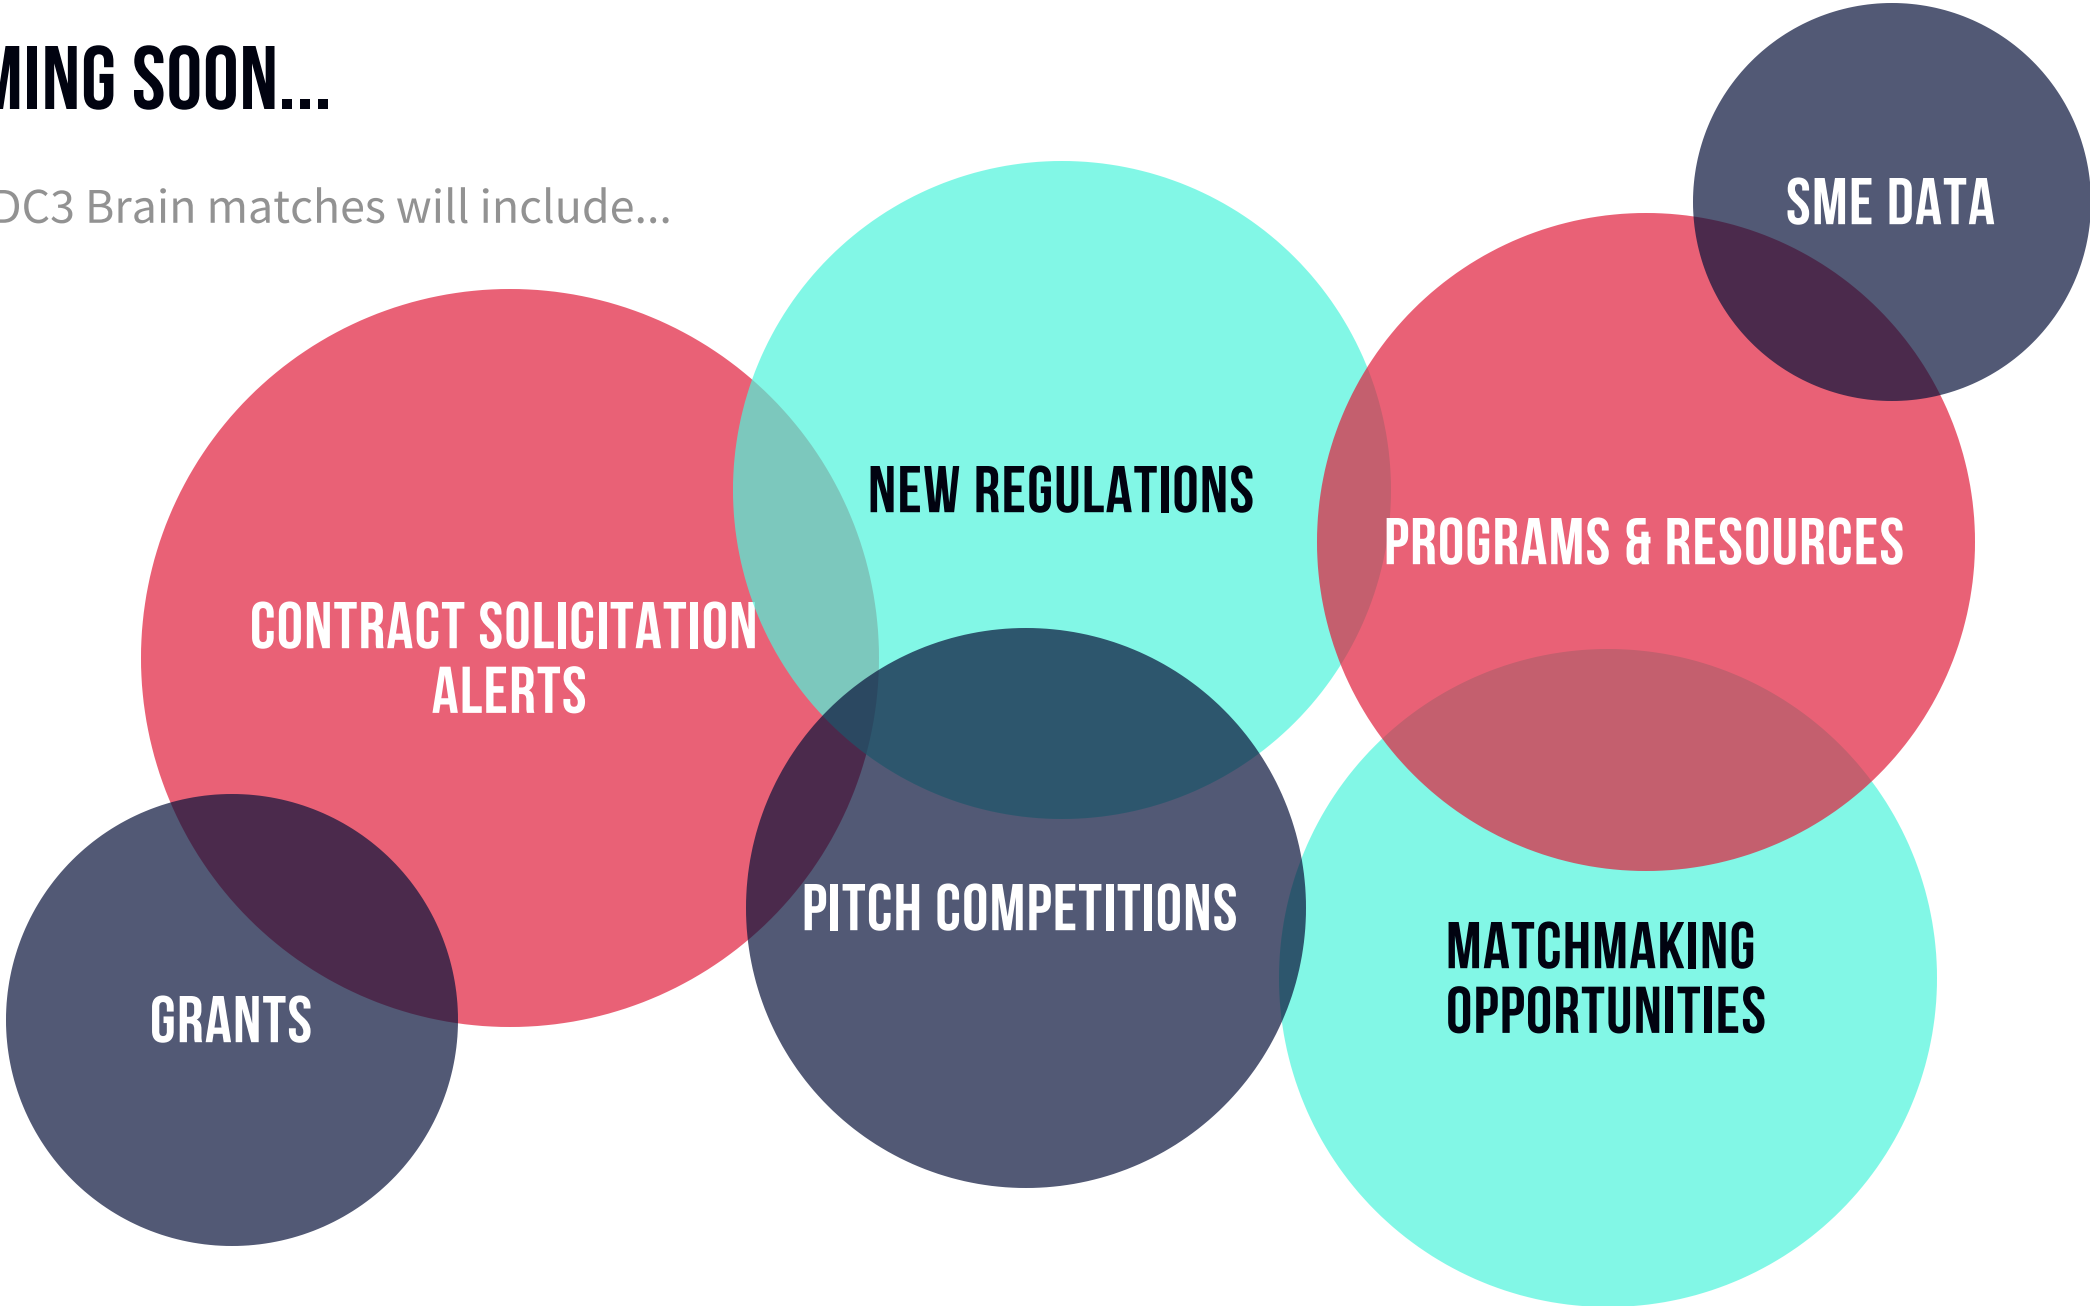 MING SOON...
DC3 Brain matches will include...
SME DATA
NEW REGULATIONS
PROGRAMS & RESOURCES
CONTRACT SOLICITATION
ALERTS
PITCH COMPETITIONS
MATCHMAKING
OPPORTUNITIES
GRANTS